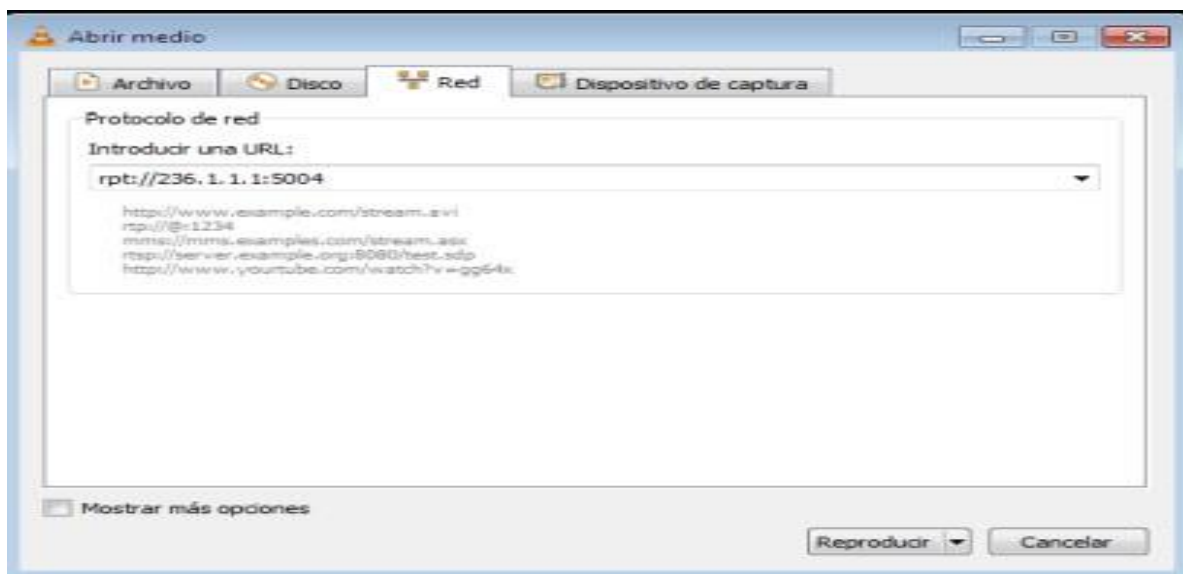 Abrir medio
Archivo Disco Red Dispositivo de captura
Protocolo de red
Introducir una URL:
rpt://236.1.1.1:5004
http://www.example.com/stream.avi
rtp://@:1234
mms://mms.examples.com/stream.asx
rtsp://server.example.org:8080/test.sdp
http://www.yourtube.com/watch?v=gg64x
Mostrar más opciones
Reproducir Cancelar